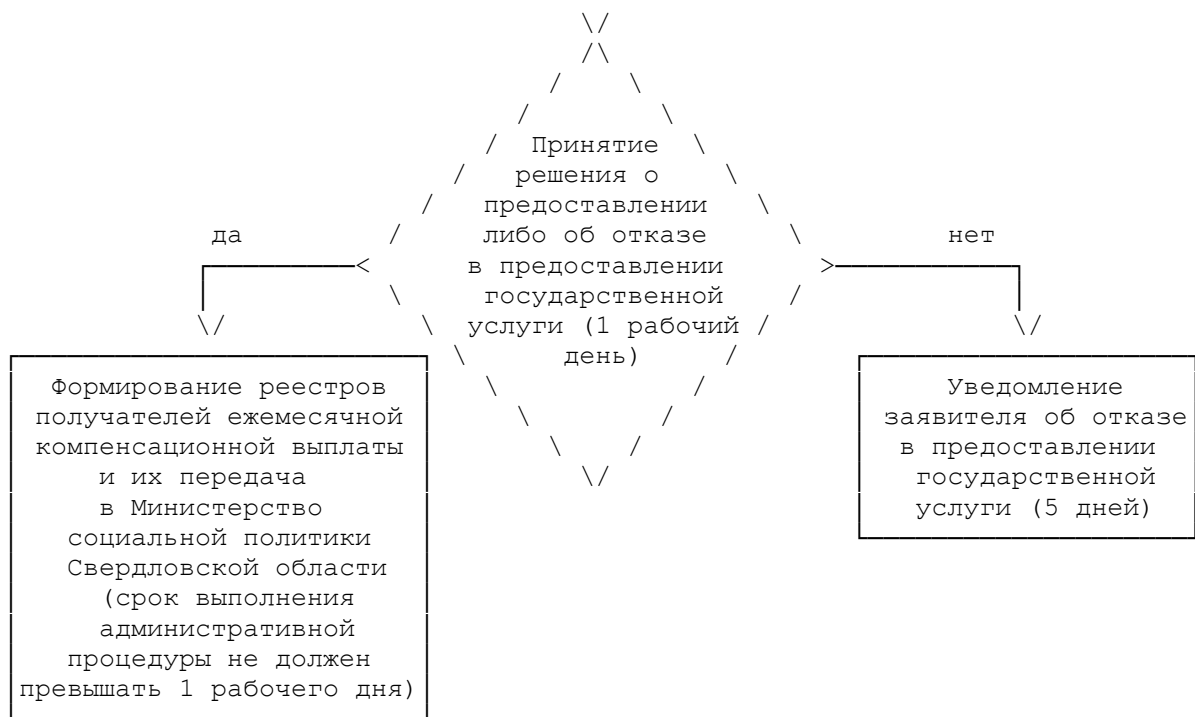 Принятие
решения о
предоставлении
либо об отказе
в предоставлении
государственной
услуги (1 рабочий
день)
да
нет
Формирование реестров
получателей ежемесячной
компенсационной выплаты
и их передача
в Министерство
социальной политики
Свердловской области
(срок выполнения
административной
процедуры не должен
превышать 1 рабочего дня)
Уведомление
заявителя об отказе
в предоставлении
государственной
услуги (5 дней)